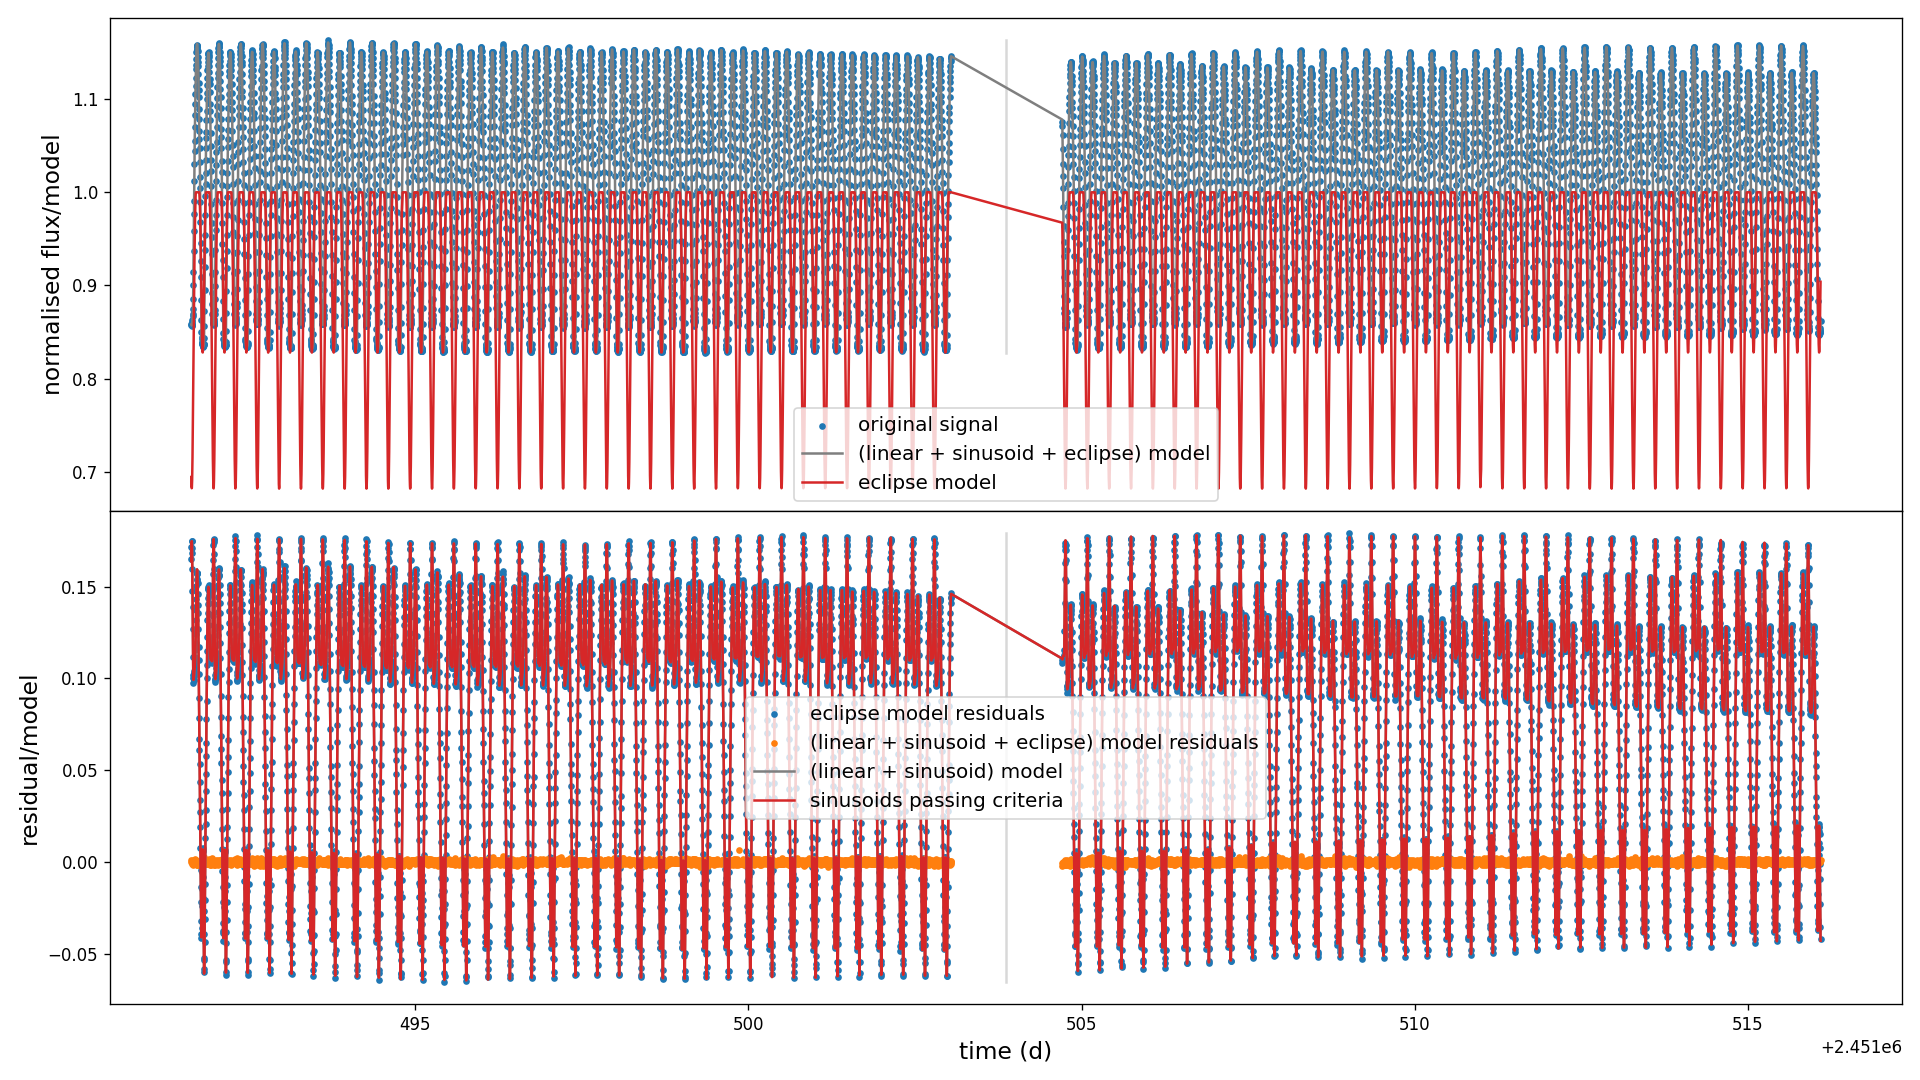 normalised flux/model
1.1
1.0
0.9
0.8
0.7
original signal
(linear + sinusoid + eclipse) model
eclipse model
residual/model
0.15
0.10
0.05
0.00
−0.05
eclipse model residuals
(linear + sinusoid + eclipse) model residuals
(linear + sinusoid) model
sinusoids passing criteria
495
500
505
510
515
time (d)
+2.451e6